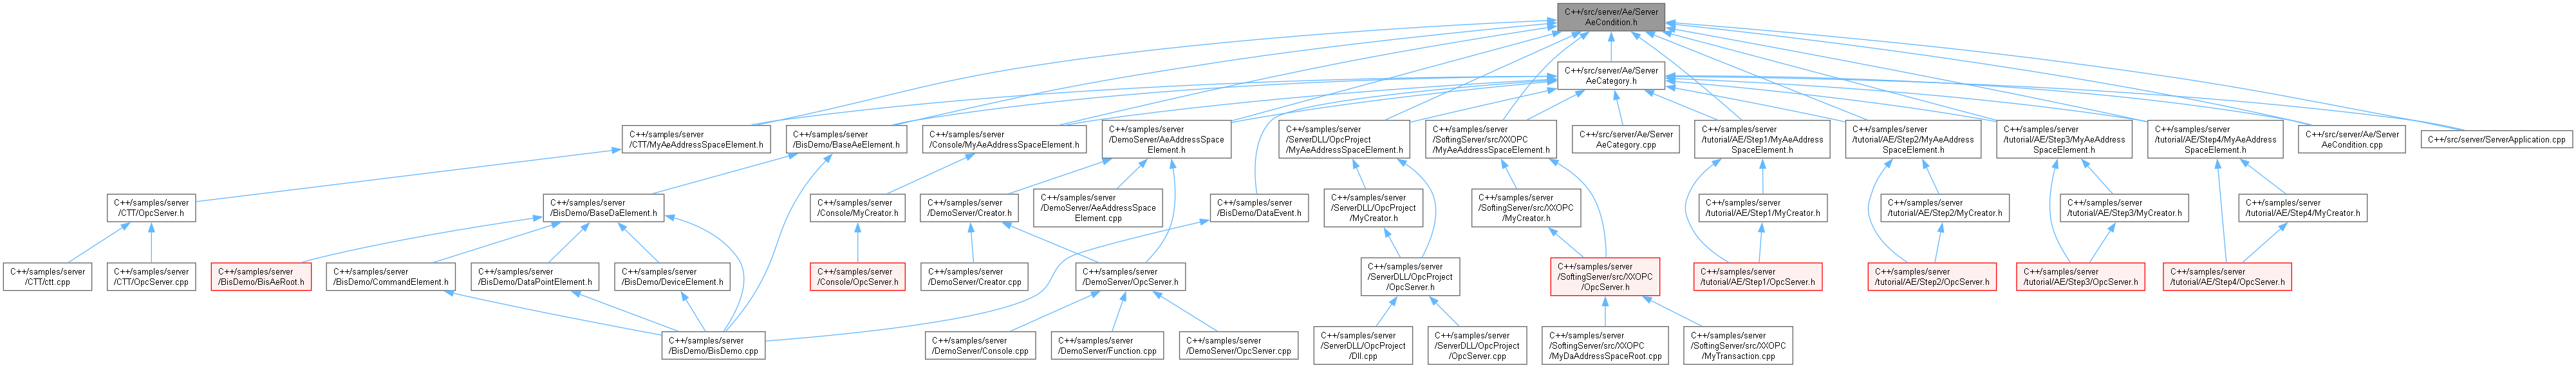 C++/src/server/Ae/Server
AeCondition.h
C++/src/server/Ae/Server
AeCategory.h
C++/samples/server
/CTT/MyAeAddressSpaceElement.h
C++/samples/server
/BisDemo/BaseAeElement.h
C++/samples/server
/Console/MyAeAddressSpaceElement.h
C++/samples/server
/DemoServer/AeAddressSpace
Element.h
C++/samples/server
/ServerDLL/OpcProject
/MyAeAddressSpaceElement.h
C++/samples/server
/SoftingServer/src/XXOPC
/MyAeAddressSpaceElement.h
C++/src/server/Ae/Server
AeCategory.cpp
C++/samples/server
/tutorial/AE/Step1/MyAeAddress
SpaceElement.h
C++/samples/server
/tutorial/AE/Step2/MyAeAddress
SpaceElement.h
C++/samples/server
/tutorial/AE/Step3/MyAeAddress
SpaceElement.h
C++/samples/server
/tutorial/AE/Step4/MyAeAddress
SpaceElement.h
C++/src/server/Ae/Server
AeCondition.cpp
C++/src/server/ServerApplication.cpp
C++/samples/server
/CTT/OpcServer.h
C++/samples/server
/BisDemo/BaseDaElement.h
C++/samples/server
/Console/MyCreator.h
C++/samples/server
/DemoServer/Creator.h
C++/samples/server
/DemoServer/AeAddressSpace
Element.cpp
C++/samples/server
/BisDemo/DataEvent.h
C++/samples/server
/ServerDLL/OpcProject
/MyCreator.h
C++/samples/server
/SoftingServer/src/XXOPC
/MyCreator.h
C++/samples/server
/tutorial/AE/Step1/MyCreator.h
C++/samples/server
/tutorial/AE/Step2/MyCreator.h
C++/samples/server
/tutorial/AE/Step3/MyCreator.h
C++/samples/server
/tutorial/AE/Step4/MyCreator.h
C++/samples/server
/CTT/ctt.cpp
C++/samples/server
/CTT/OpcServer.cpp
C++/samples/server
/BisDemo/BisAeRoot.h
C++/samples/server
/BisDemo/CommandElement.h
C++/samples/server
/BisDemo/DataPointElement.h
C++/samples/server
/BisDemo/DeviceElement.h
C++/samples/server
/Console/OpcServer.h
C++/samples/server
/DemoServer/Creator.cpp
C++/samples/server
/DemoServer/OpcServer.h
C++/samples/server
/ServerDLL/OpcProject
/OpcServer.h
C++/samples/server
/SoftingServer/src/XXOPC
/OpcServer.h
C++/samples/server
/tutorial/AE/Step1/OpcServer.h
C++/samples/server
/tutorial/AE/Step2/OpcServer.h
C++/samples/server
/tutorial/AE/Step3/OpcServer.h
C++/samples/server
/tutorial/AE/Step4/OpcServer.h
C++/samples/server
/BisDemo/BisDemo.cpp
C++/samples/server
/DemoServer/Console.cpp
C++/samples/server
/DemoServer/Function.cpp
C++/samples/server
/DemoServer/OpcServer.cpp
C++/samples/server
/ServerDLL/OpcProject
/Dll.cpp
C++/samples/server
/ServerDLL/OpcProject
/OpcServer.cpp
C++/samples/server
/SoftingServer/src/XXOPC
/MyDaAddressSpaceRoot.cpp
C++/samples/server
/SoftingServer/src/XXOPC
/MyTransaction.cpp